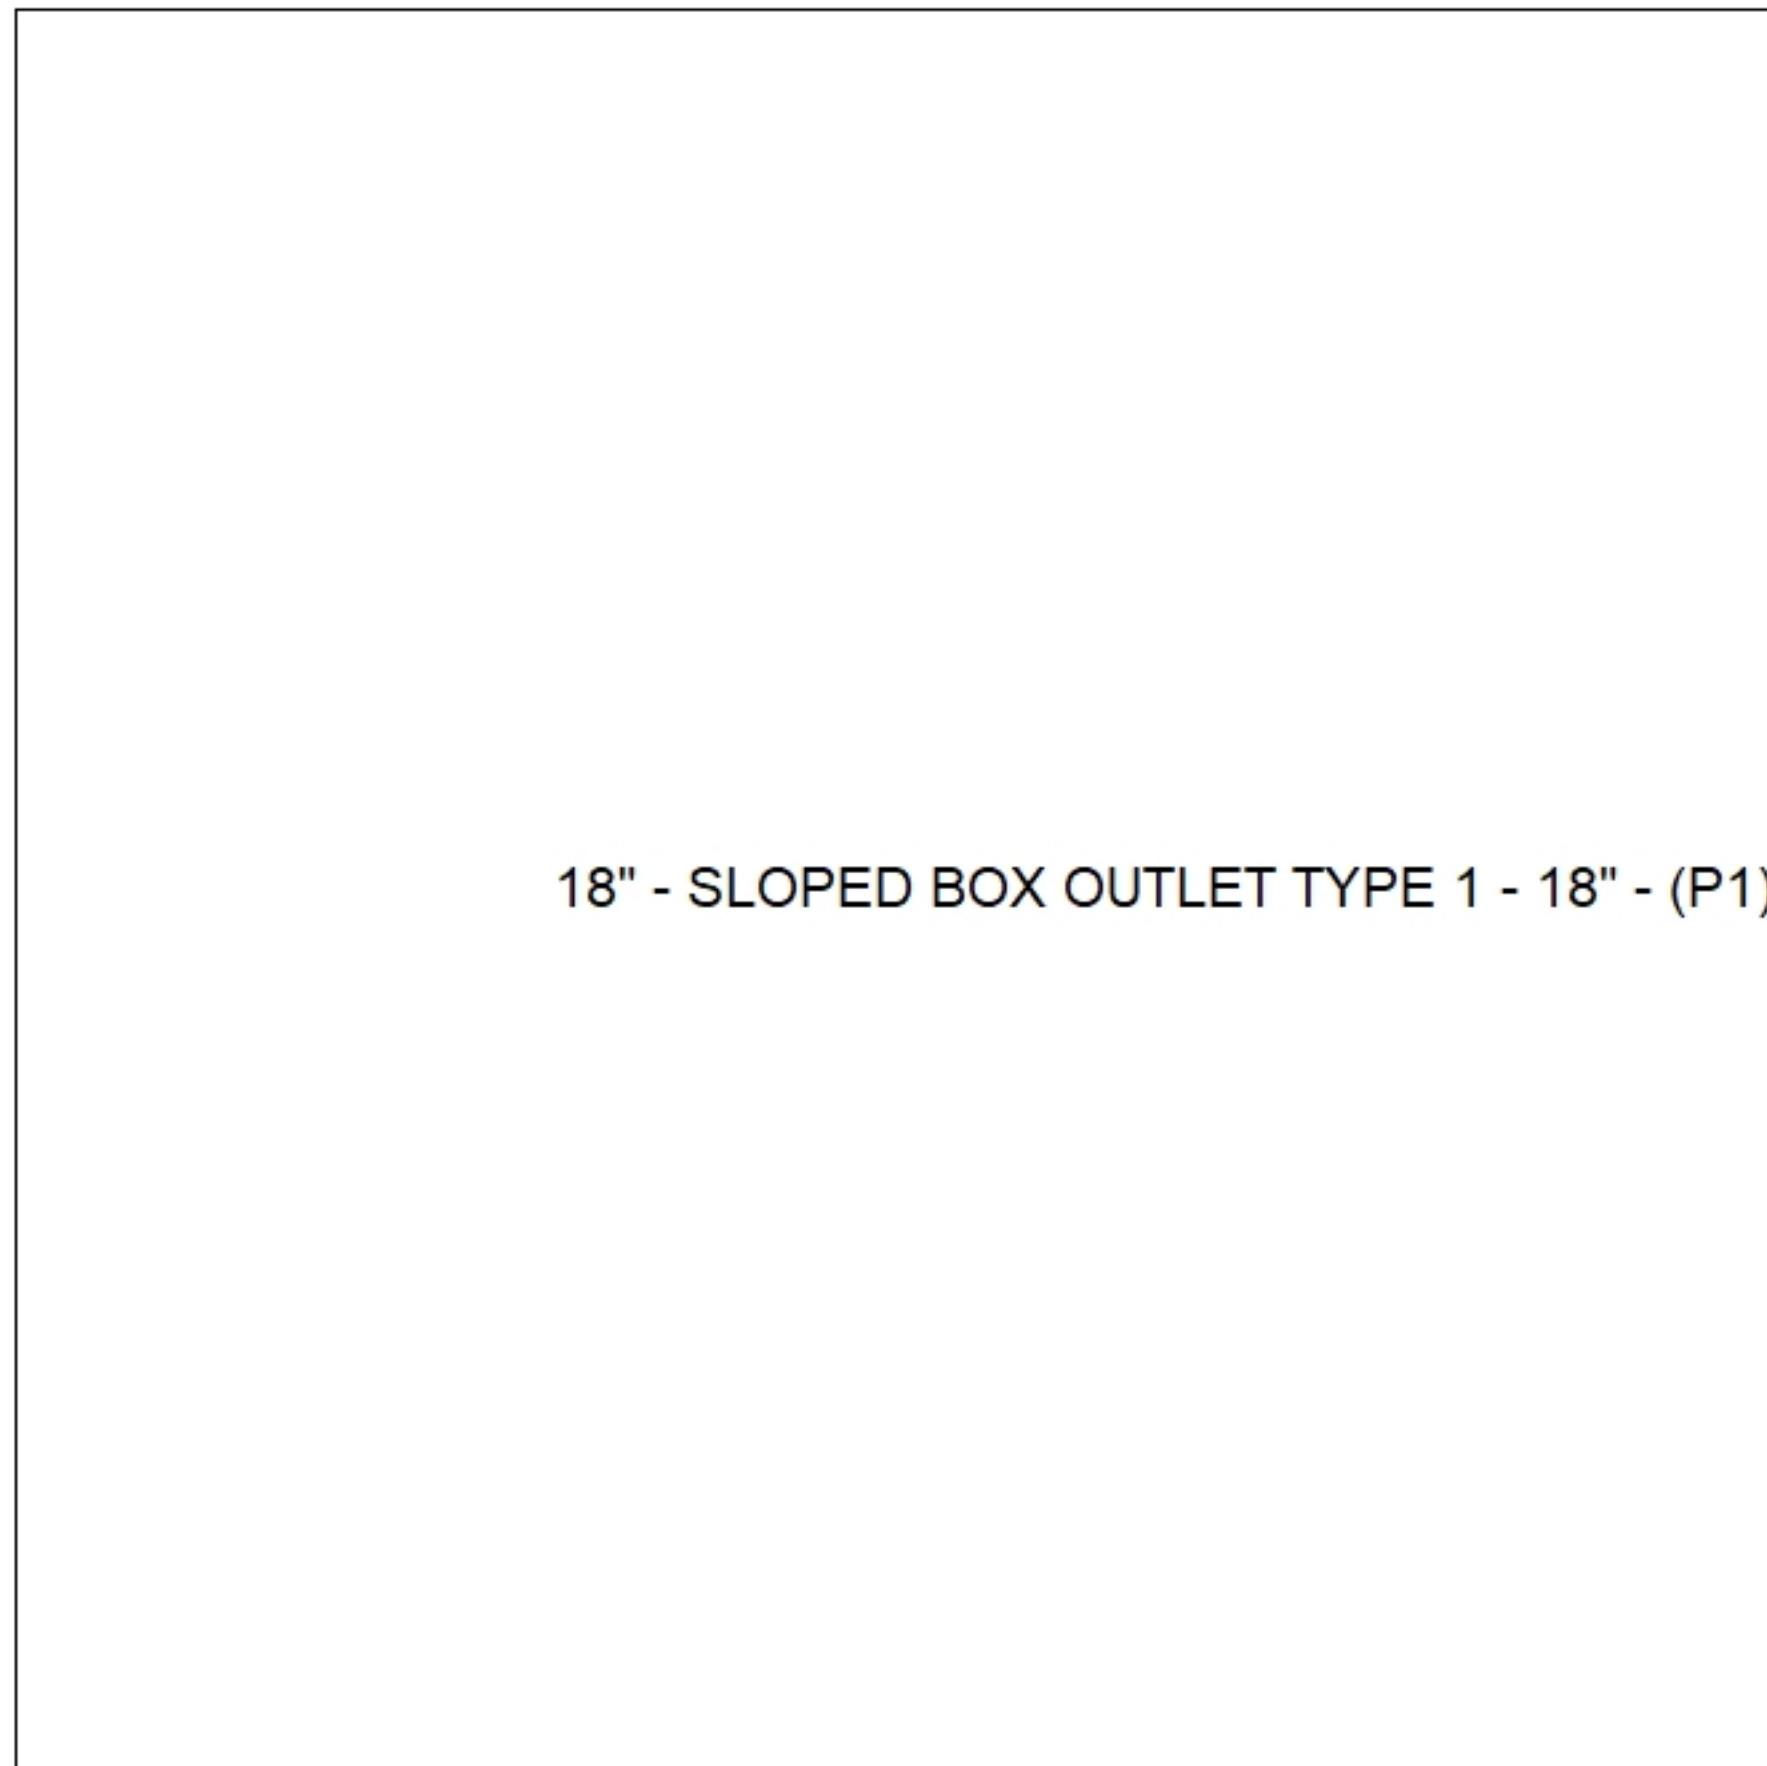 18" - SLOPED BOX OUTLET TYPE 1 - 18" - (P1)